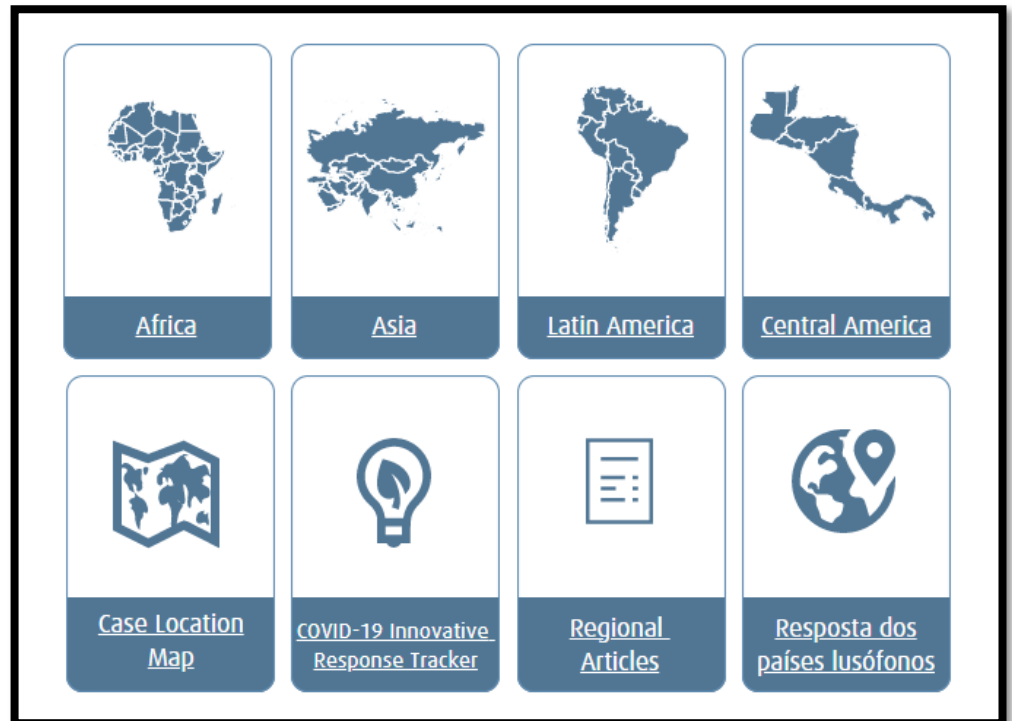 Africa
Asia
Latin America
Central America
Case Location
Map
COVID-19 Innovative
Response Tracker
Regional
Articles
Resposta dos
países lusófonos